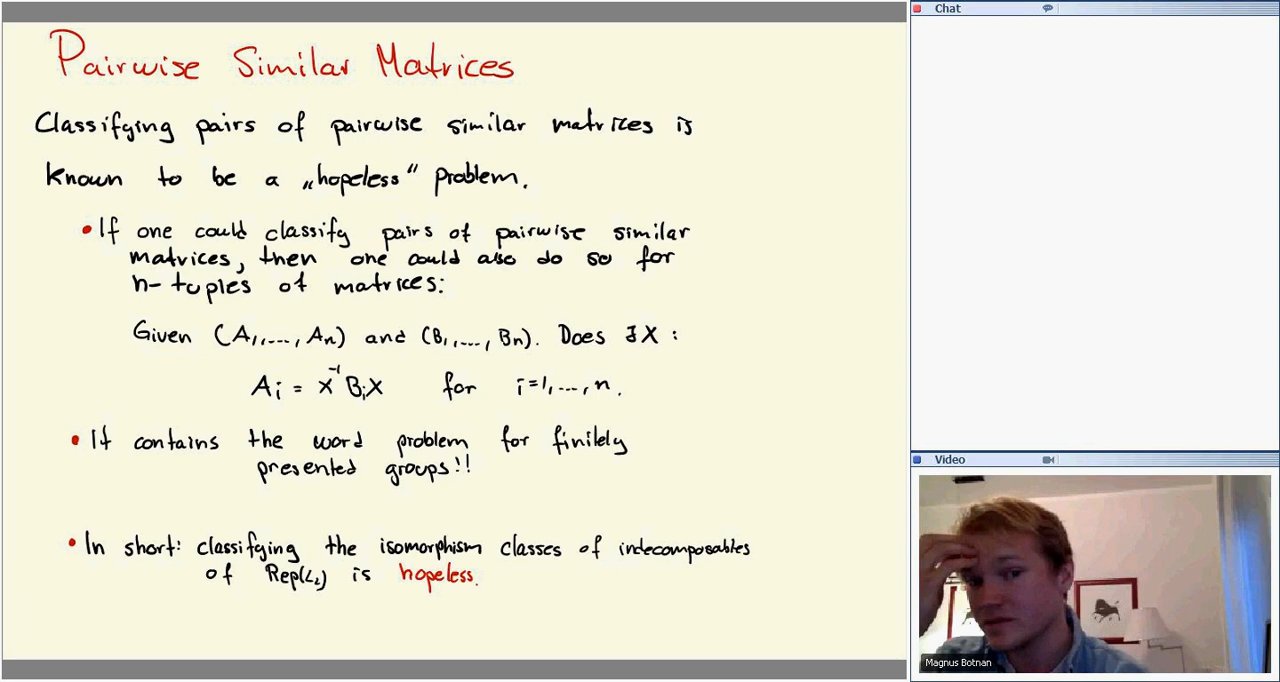 Pairwise Similar Matrices
Classifying pairs of pairwise similar matrices is
known to be a „hopeless" problem.
• If one could classify pairs of pairwise similar
matrices, then one could also do so for
n-tuples of matrices:
Given (A₁,..., Aₙ) and (B₁,..., Bₙ). Does ∃X :
Aᵢ = X⁻¹BᵢX for i=1,...,n.
• It contains the word problem for finitely
presented groups!!
• In short: classifying the isomorphism classes of indecomposables
of Rep(L₂) is hopeless.
Chat
Video
Magnus Botnan